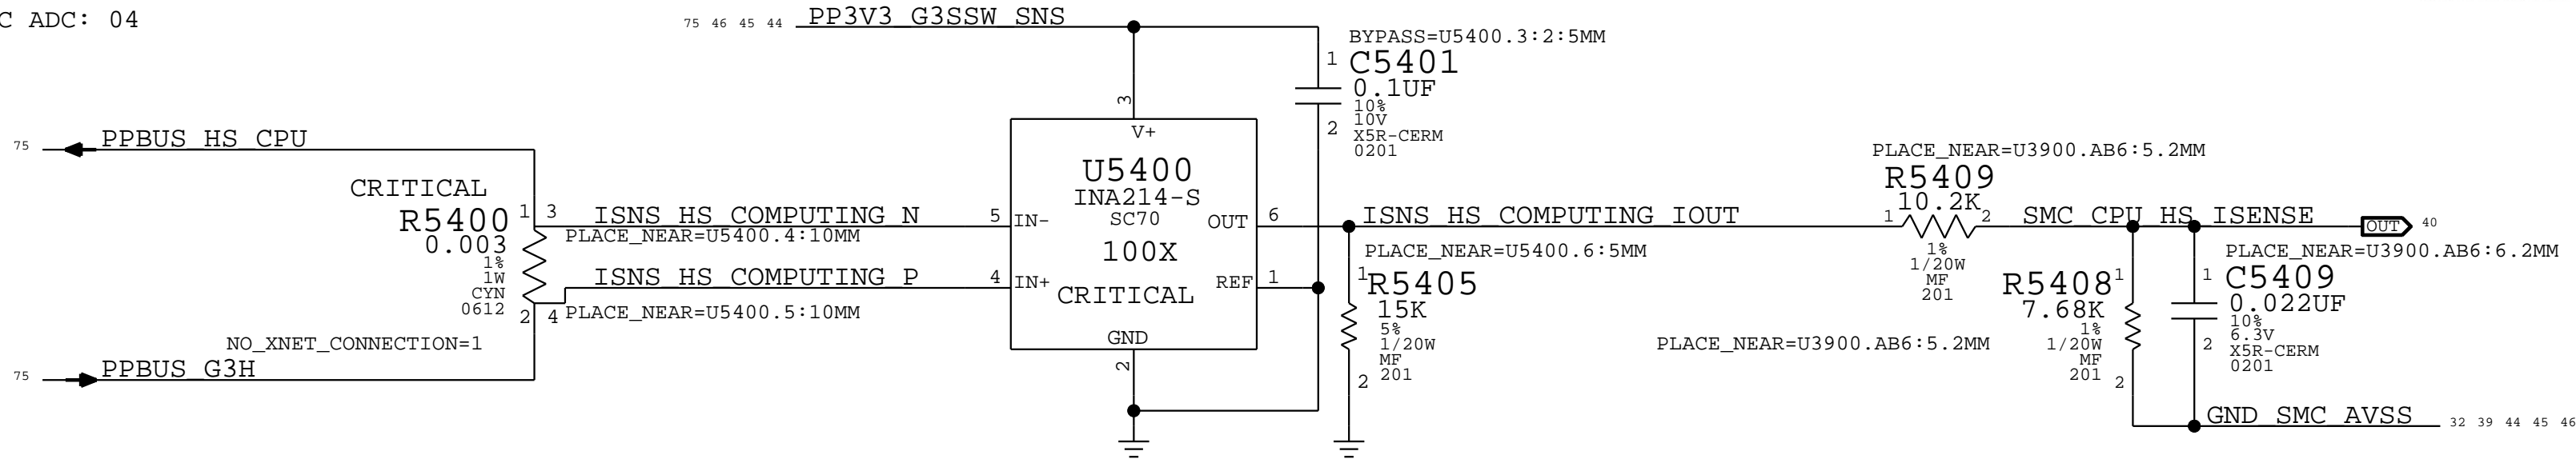 C ADC: 04
75 46 45 44 PP3V3_G3SSW_SNS
BYPASS=U5400.3:2:5MM
1 C5401
0.1UF
10%
10V
2 X5R-CERM
0201
3
V+
75 PPBUS_HS_CPU
CRITICAL
R5400
0.003
1%
1W
CYN
0612
1 3
2 4
ISNS_HS_COMPUTING_N
PLACE_NEAR=U5400.4:10MM
ISNS_HS_COMPUTING_P
PLACE_NEAR=U5400.5:10MM
NO_XNET_CONNECTION=1
75 PPBUS_G3H
U5400
INA214-S
SC70
100X
CRITICAL
5 IN-
4 IN+
OUT 6
REF 1
GND
2
ISNS_HS_COMPUTING_IOUT
PLACE_NEAR=U5400.6:5MM
1 R5405
15K
5%
1/20W
MF
2 201
PLACE_NEAR=U3900.AB6:5.2MM
R5409
10.2K
1 2
1%
1/20W
MF
201
SMC_CPU_HS_ISENSE
OUT 40
PLACE_NEAR=U3900.AB6:6.2MM
R5408 1
7.68K
1%
1/20W
MF
201 2
PLACE_NEAR=U3900.AB6:5.2MM
1 C5409
0.022UF
10%
6.3V
2 X5R-CERM
0201
GND_SMC_AVSS 32 39 44 45 46